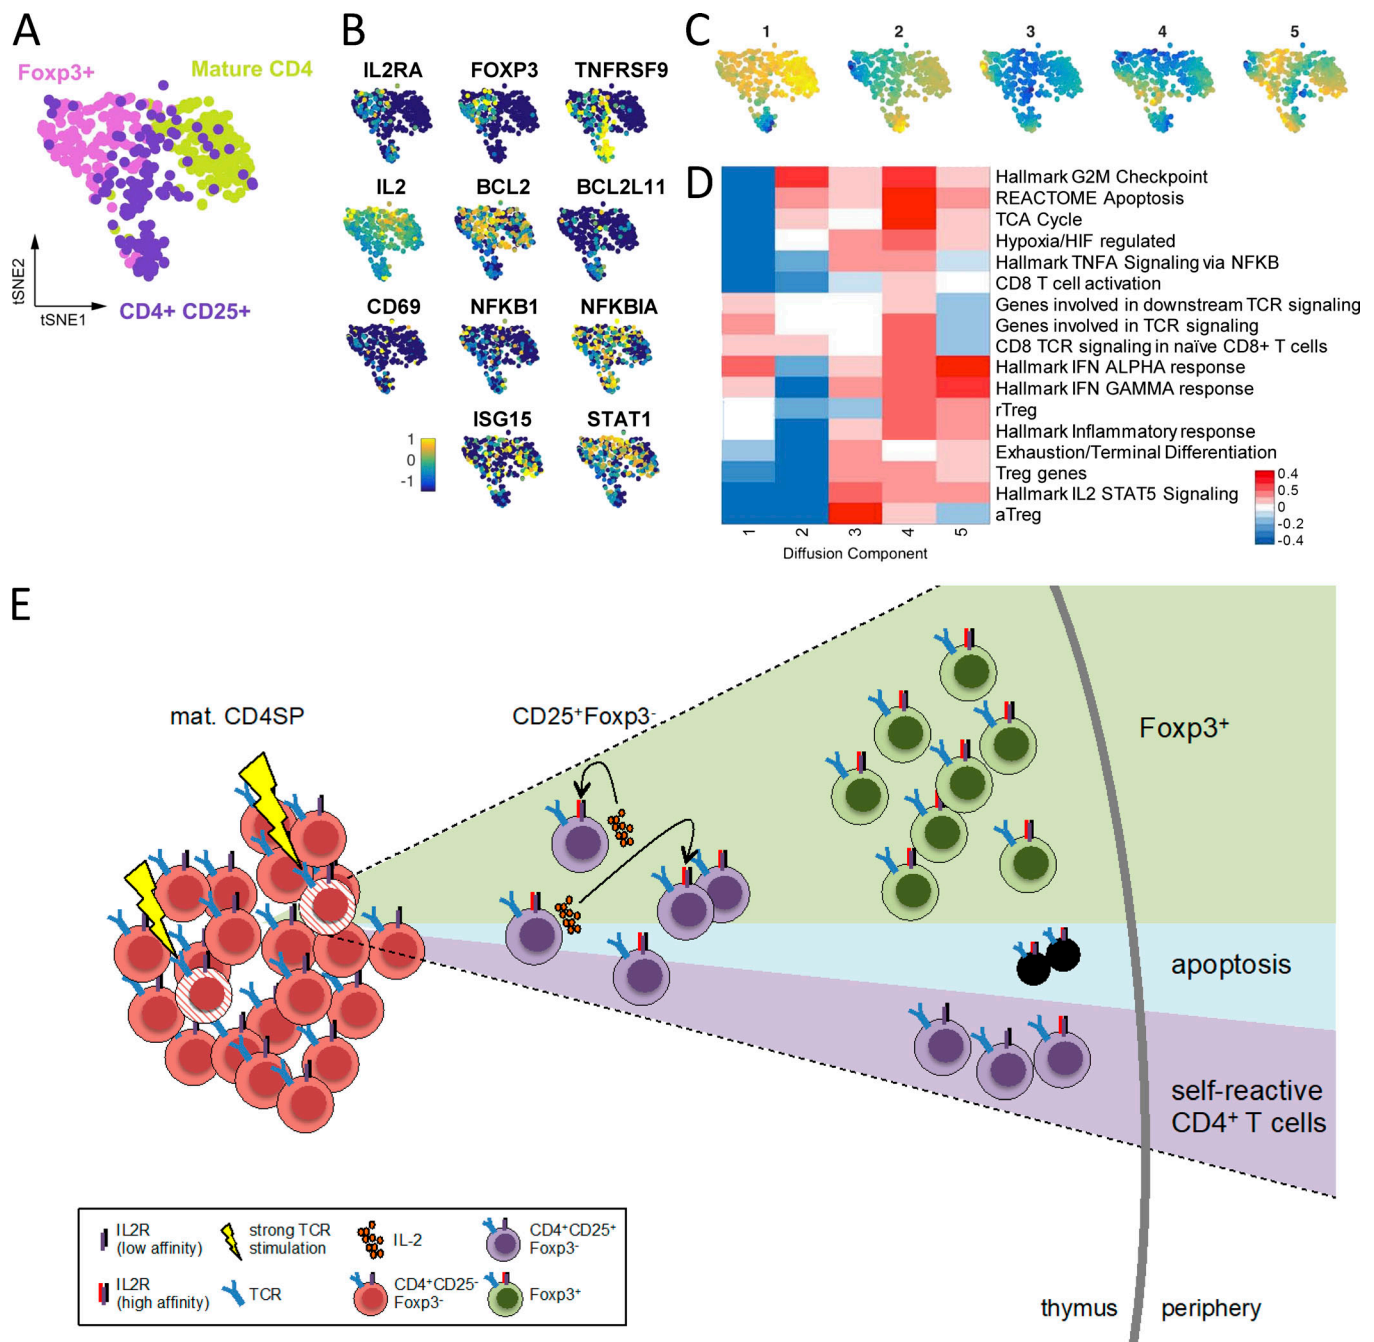 A
Foxp3+
Mature CD4
tSNE2
tSNE1
CD4+ CD25+
B
IL2RA
FOXP3
TNFRSF9
IL2
BCL2
BCL2L11
CD69
NFKB1
NFKBIA
ISG15
STAT1
1
0
-1
C
1
2
3
4
5
D
Hallmark G2M Checkpoint
REACTOME Apoptosis
TCA Cycle
Hypoxia/HIF regulated
Hallmark TNFA Signaling via NFKB
CD8 T cell activation
Genes involved in downstream TCR signaling
Genes involved in TCR signaling
CD8 TCR signaling in naïve CD8+ T cells
Hallmark IFN ALPHA response
Hallmark IFN GAMMA response
rTreg
Hallmark Inflammatory response
Exhaustion/Terminal Differentiation
Treg genes
Hallmark IL2 STAT5 Signaling
aTreg
0.4
0.5
0
-0.2
-0.4
1
2
3
4
5
Diffusion Component
E
mat. CD4SP
CD25⁺Foxp3⁻
Foxp3⁺
apoptosis
self-reactive
CD4⁺ T cells
IL2R
(low affinity)
strong TCR
stimulation
IL-2
CD4⁺CD25⁺
Foxp3⁻
IL2R
(high affinity)
TCR
CD4⁺CD25⁻
Foxp3⁻
Foxp3⁺
thymus
periphery